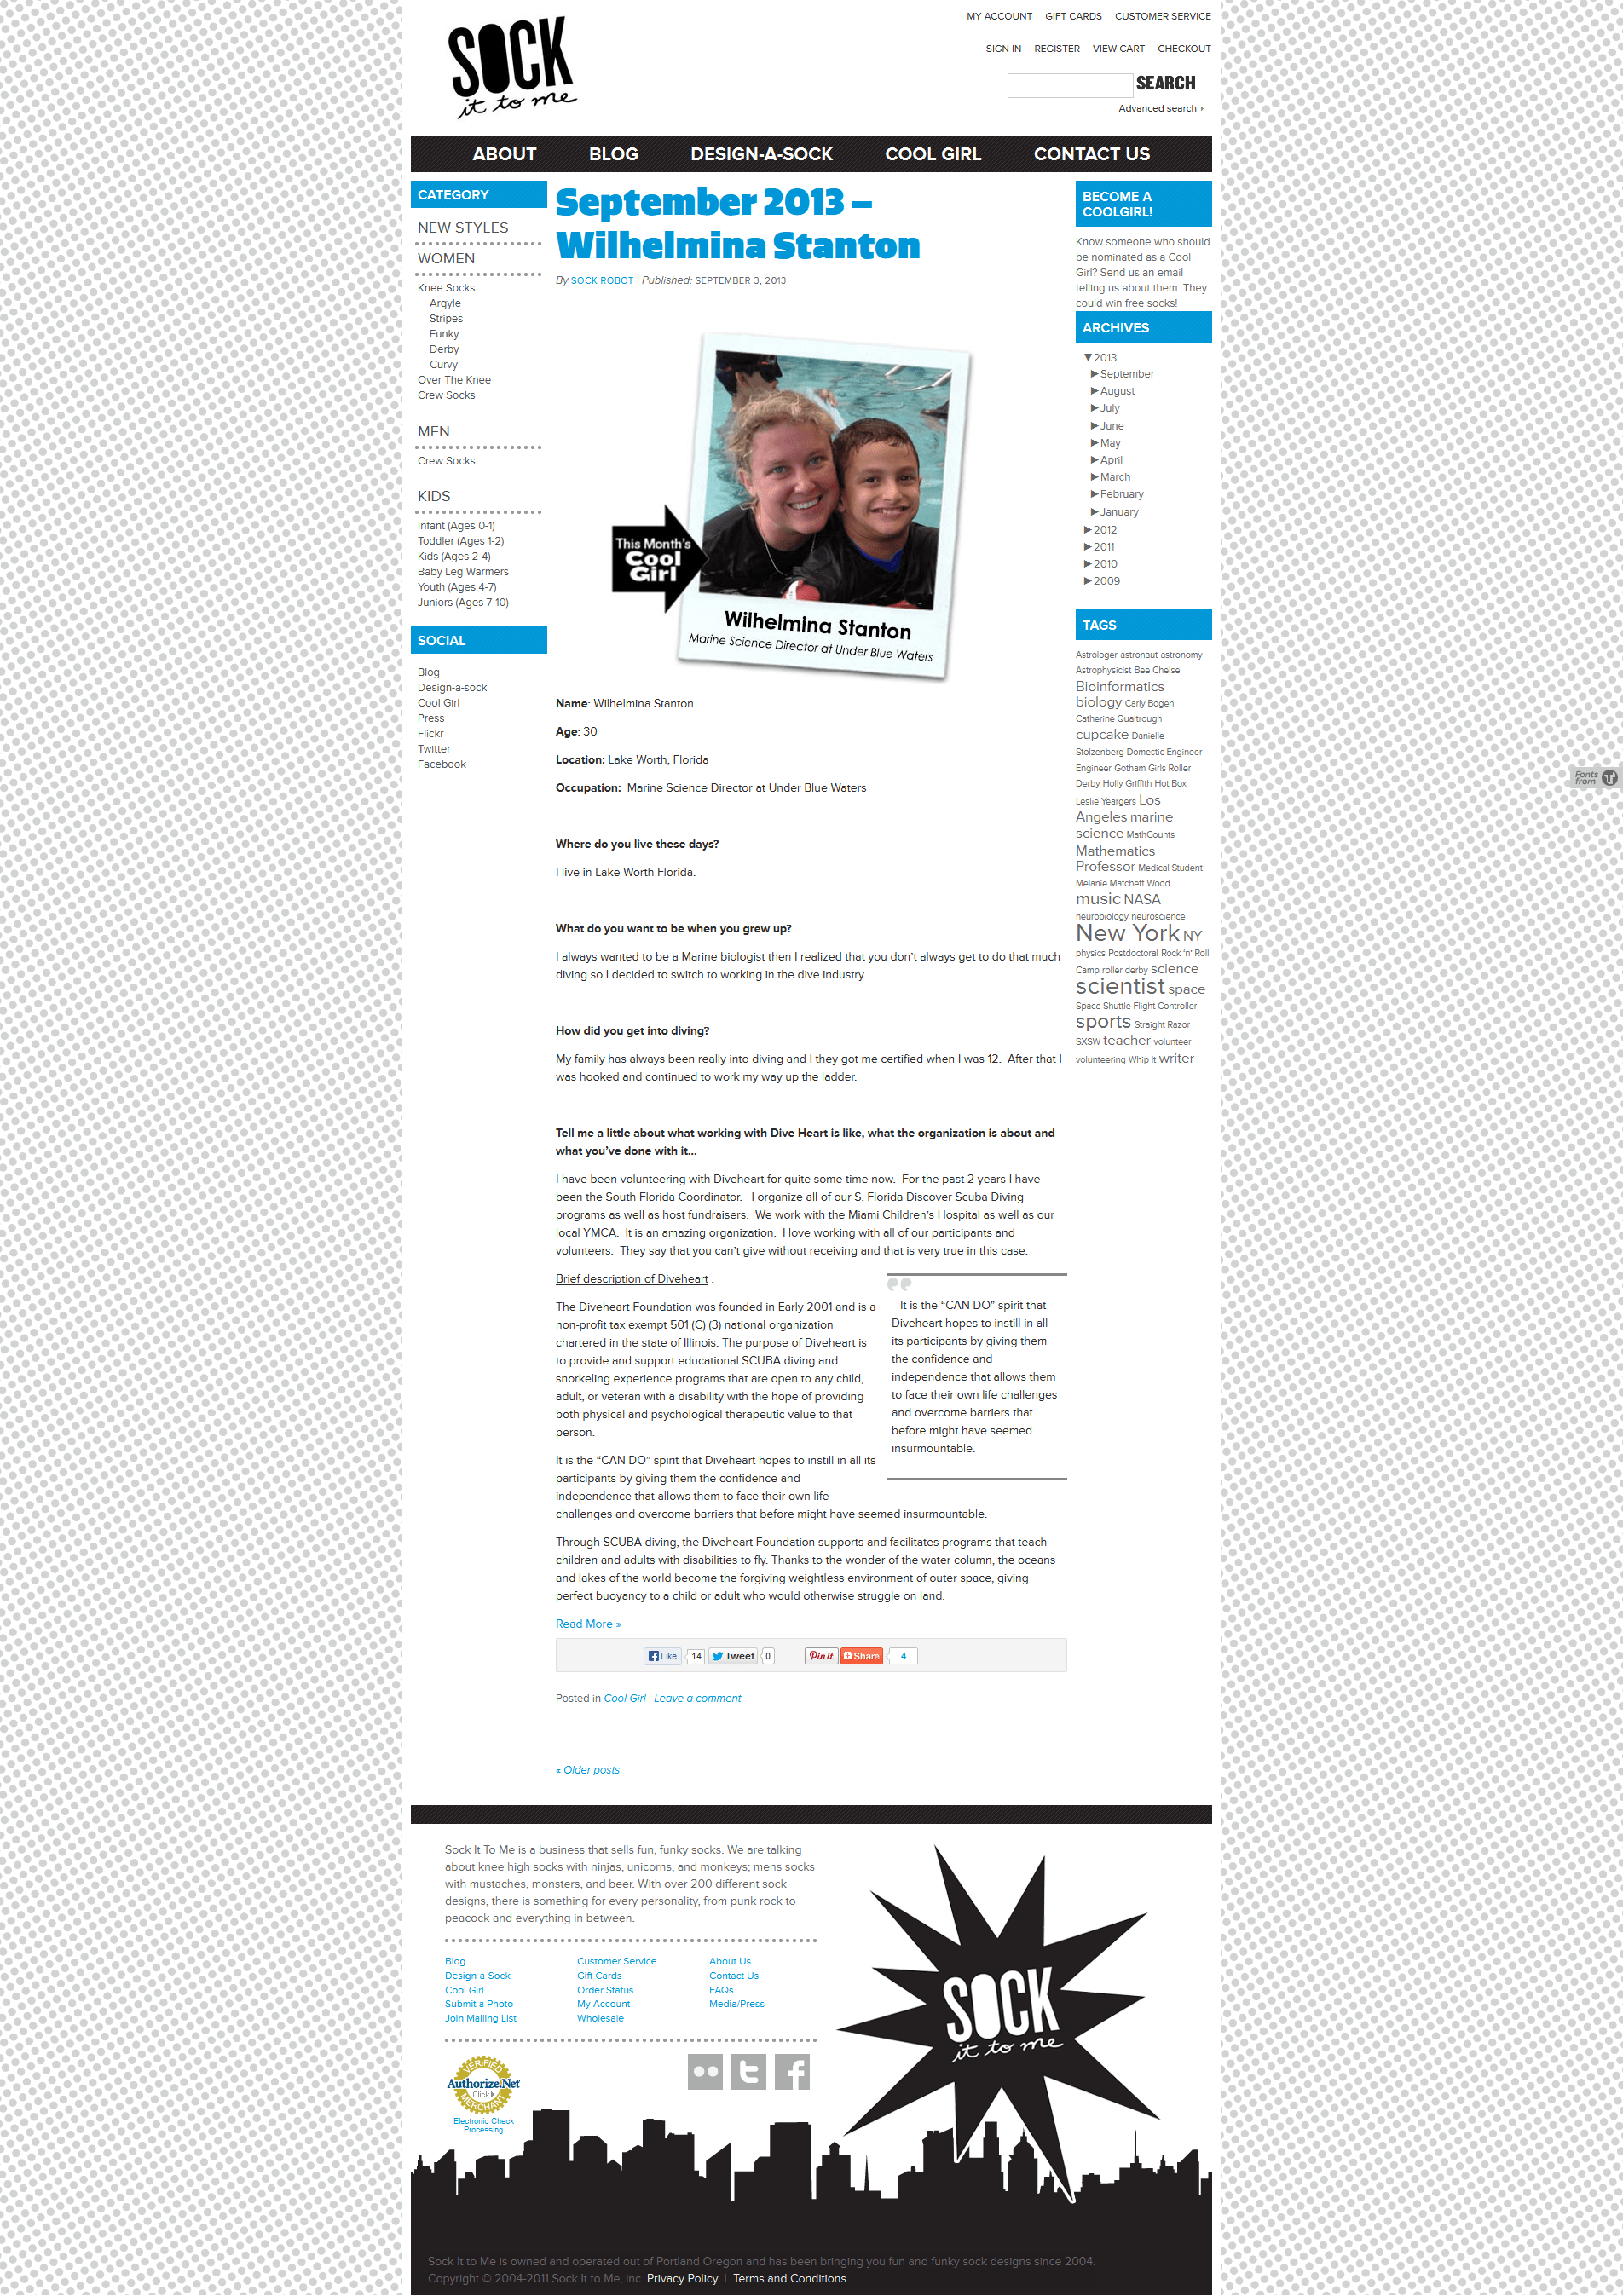 SOCK
it to me
MY ACCOUNT GIFT CARDS CUSTOMER SERVICE
SIGN IN REGISTER VIEW CART CHECKOUT
SEARCH
Advanced search
ABOUT BLOG DESIGN-A-SOCK COOL GIRL CONTACT US
CATEGORY
NEW STYLES
WOMEN
Knee Socks
Argyle
Stripes
Funky
Derby
Curvy
Over The Knee
Crew Socks
MEN
Crew Socks
KIDS
Infant (Ages 0-1)
Toddler (Ages 1-2)
Kids (Ages 2-4)
Baby Leg Warmers
Youth (Ages 4-7)
Juniors (Ages 7-10)
SOCIAL
Blog
Design-a-sock
Cool Girl
Press
Flickr
Twitter
Facebook
September 2013 –
Wilhelmina Stanton
By SOCK ROBOT | Published: SEPTEMBER 3, 2013
This Month's
Cool
Girl
Wilhelmina Stanton
Marine Science Director at Under Blue Waters
Name: Wilhelmina Stanton
Age: 30
Location: Lake Worth, Florida
Occupation: Marine Science Director at Under Blue Waters
Where do you live these days?
I live in Lake Worth Florida.
What do you want to be when you grew up?
I always wanted to be a Marine biologist then I realized that you don't always get to do that much
diving so I decided to switch to working in the dive industry.
How did you get into diving?
My family has always been really into diving and I they got me certified when I was 12. After that I
was hooked and continued to work my way up the ladder.
Tell me a little about what working with Dive Heart is like, what the organization is about and
what you've done with it…
I have been volunteering with Diveheart for quite some time now. For the past 2 years I have
been the South Florida Coordinator. I organize all of our S. Florida Discover Scuba Diving
programs as well as host fundraisers. We work with the Miami Children's Hospital as well as our
local YMCA. It is an amazing organization. I love working with all of our participants and
volunteers. They say that you can't give without receiving and that is very true in this case.
Brief description of Diveheart :
The Diveheart Foundation was founded in Early 2001 and is a
non-profit tax exempt 501 (C) (3) national organization
chartered in the state of Illinois. The purpose of Diveheart is
to provide and support educational SCUBA diving and
snorkeling experience programs that are open to any child,
adult, or veteran with a disability with the hope of providing
both physical and psychological therapeutic value to that
person.
It is the “CAN DO” spirit that Diveheart hopes to instill in all its
participants by giving them the confidence and
independence that allows them to face their own life
challenges and overcome barriers that before might have seemed insurmountable.
“
It is the “CAN DO” spirit that
Diveheart hopes to instill in all
its participants by giving them
the confidence and
independence that allows them
to face their own life challenges
and overcome barriers that
before might have seemed
insurmountable.
Through SCUBA diving, the Diveheart Foundation supports and facilitates programs that teach
children and adults with disabilities to fly. Thanks to the wonder of the water column, the oceans
and lakes of the world become the forgiving weightless environment of outer space, giving
perfect buoyancy to a child or adult who would otherwise struggle on land.
Read More »
Like 14 Tweet 0 Pin it Share 4
Posted in Cool Girl | Leave a comment
« Older posts
BECOME A
COOLGIRL!
Know someone who should
be nominated as a Cool
Girl? Send us an email
telling us about them. They
could win free socks!
ARCHIVES
▼2013
►September
►August
►July
►June
►May
►April
►March
►February
►January
►2012
►2011
►2010
►2009
TAGS
Astrologer astronaut astronomy
Astrophysicist Bee Chelse
Bioinformatics
biology Carly Bogen
Catherine Qualtrough
cupcake Danielle
Stolzenberg Domestic Engineer
Engineer Gotham Girls Roller
Derby Holly Griffith Hot Box
Leslie Yeargers Los
Angeles marine
science MathCounts
Mathematics
Professor Medical Student
Melanie Matchett Wood
music NASA
neurobiology neuroscience
New York NY
physics Postdoctoral Rock 'n' Roll
Camp roller derby science
scientist space
Space Shuttle Flight Controller
sports Straight Razor
SXSW teacher volunteer
volunteering Whip It writer
Fonts
from
Sock It To Me is a business that sells fun, funky socks. We are talking
about knee high socks with ninjas, unicorns, and monkeys; mens socks
with mustaches, monsters, and beer. With over 200 different sock
designs, there is something for every personality, from punk rock to
peacock and everything in between.
Blog
Design-a-Sock
Cool Girl
Submit a Photo
Join Mailing List
Customer Service
Gift Cards
Order Status
My Account
Wholesale
About Us
Contact Us
FAQs
Media/Press
VERIFIED
Authorize.Net
Click
MERCHANT
Electronic Check
Processing
SOCK
it to me
Sock It to Me is owned and operated out of Portland Oregon and has been bringing you fun and funky sock designs since 2004.
Copyright © 2004-2011 Sock It to Me, inc. Privacy Policy | Terms and Conditions